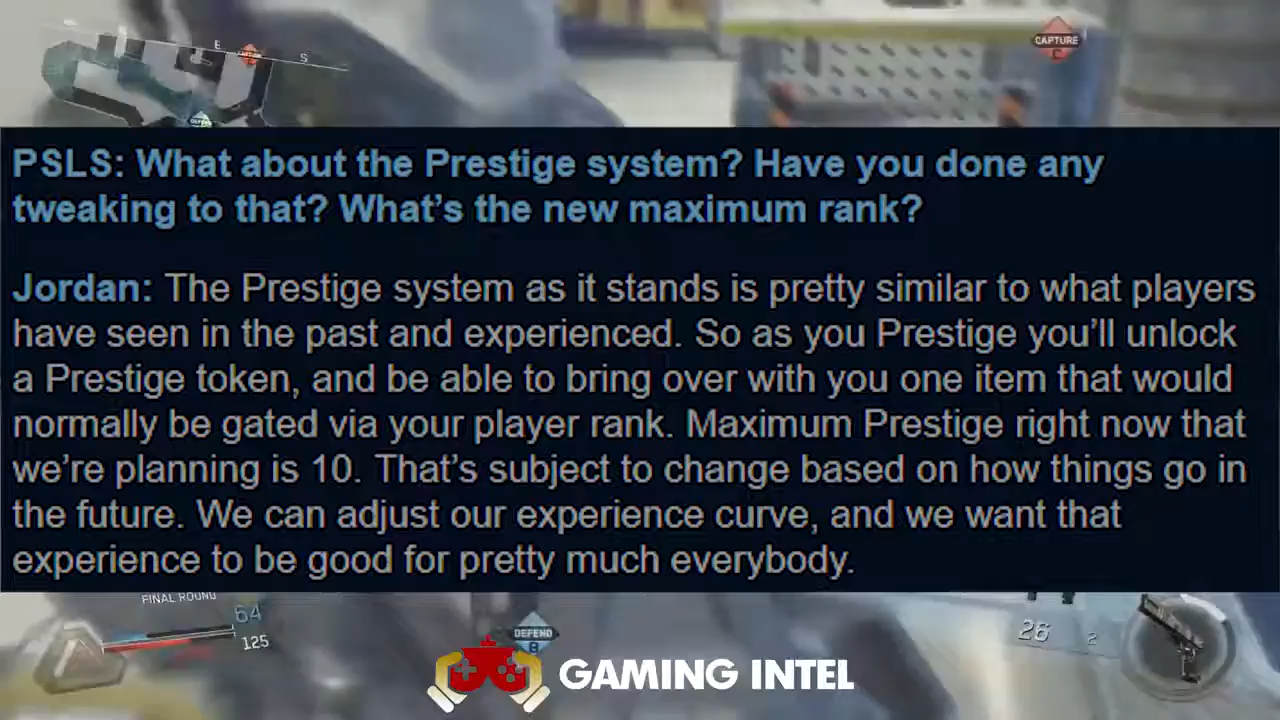 E
S
CAPTURE
C
PSLS: What about the Prestige system? Have you done any
tweaking to that? What's the new maximum rank?
Jordan: The Prestige system as it stands is pretty similar to what players
have seen in the past and experienced. So as you Prestige you'll unlock
a Prestige token, and be able to bring over with you one item that would
normally be gated via your player rank. Maximum Prestige right now that
we're planning is 10. That's subject to change based on how things go in
the future. We can adjust our experience curve, and we want that
experience to be good for pretty much everybody.
FINAL ROUND
64
125
DEFEND
B
26
2
GAMING INTEL